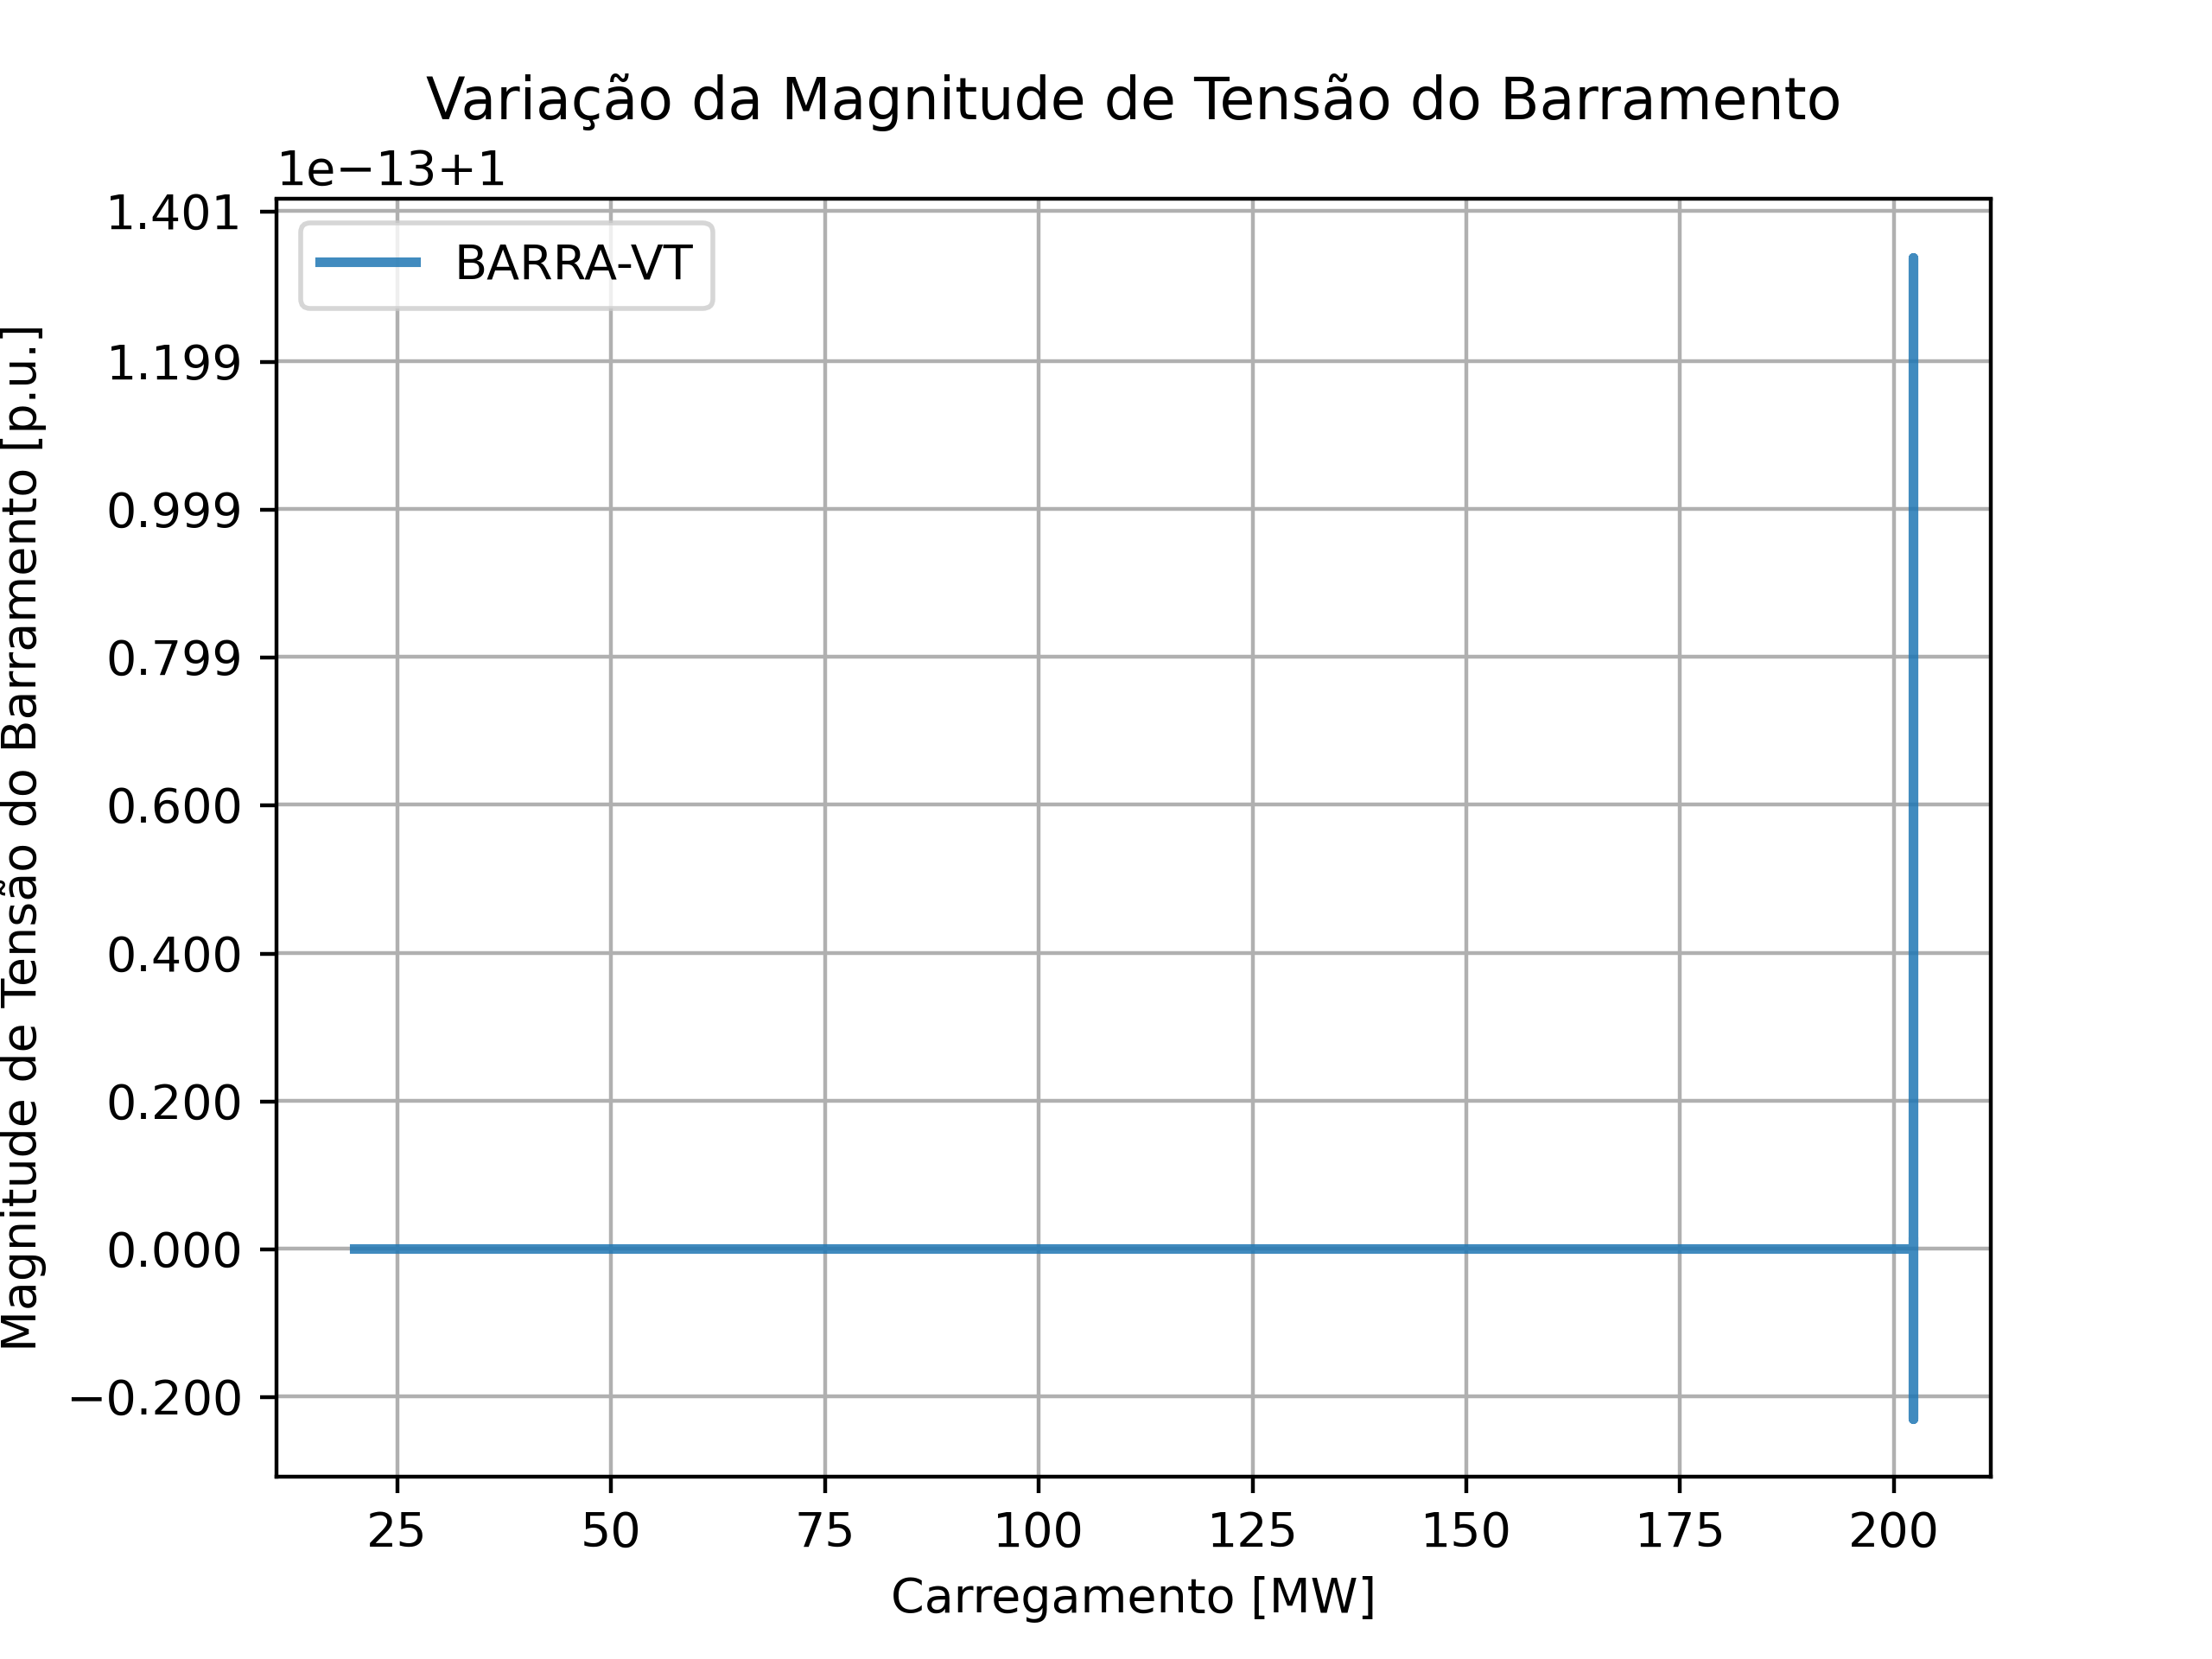 Variação da Magnitude de Tensão do Barramento
1e−13+1
BARRA-VT
Magnitude de Tensão do Barramento [p.u.]
1.401
1.199
0.999
0.799
0.600
0.400
0.200
0.000
−0.200
25 50 75 100 125 150 175 200
Carregamento [MW]